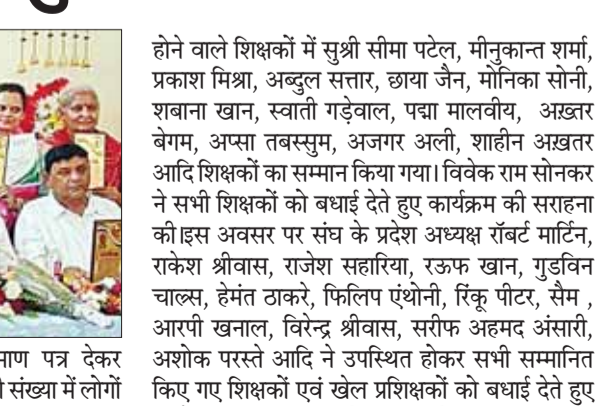 होने वाले शिक्षकों में सुश्री सीमा पटेल, मीनुकान्त शर्मा,
प्रकाश मिश्रा, अब्दुल सत्तार, छाया जैन, मोनिका सोनी,
शबाना खान, स्वाती गड़ेवाल, पद्मा मालवीय, अख़्तर
बेगम, अप्सा तबस्सुम, अजगर अली, शाहीन अख़तर
आदि शिक्षकों का सम्मान किया गया। विवेक राम सोनकर
ने सभी शिक्षकों को बधाई देते हुए कार्यक्रम की सराहना
की।इस अवसर पर संघ के प्रदेश अध्यक्ष रॉबर्ट मार्टिन,
राकेश श्रीवास, राजेश सहारिया, रऊफ खान, गुडविन
चार्ल्स, हेमंत ठाकरे, फिलिप एंथोनी, रिंकू पीटर, सैम ,
आरपी खनाल, विरेन्द्र श्रीवास, सरीफ अहमद अंसारी,
अशोक परस्ते आदि ने उपस्थित होकर सभी सम्मानित
किए गए शिक्षकों एवं खेल प्रशिक्षकों को बधाई देते हुए
पत्र देकर
संख्या में लोगों